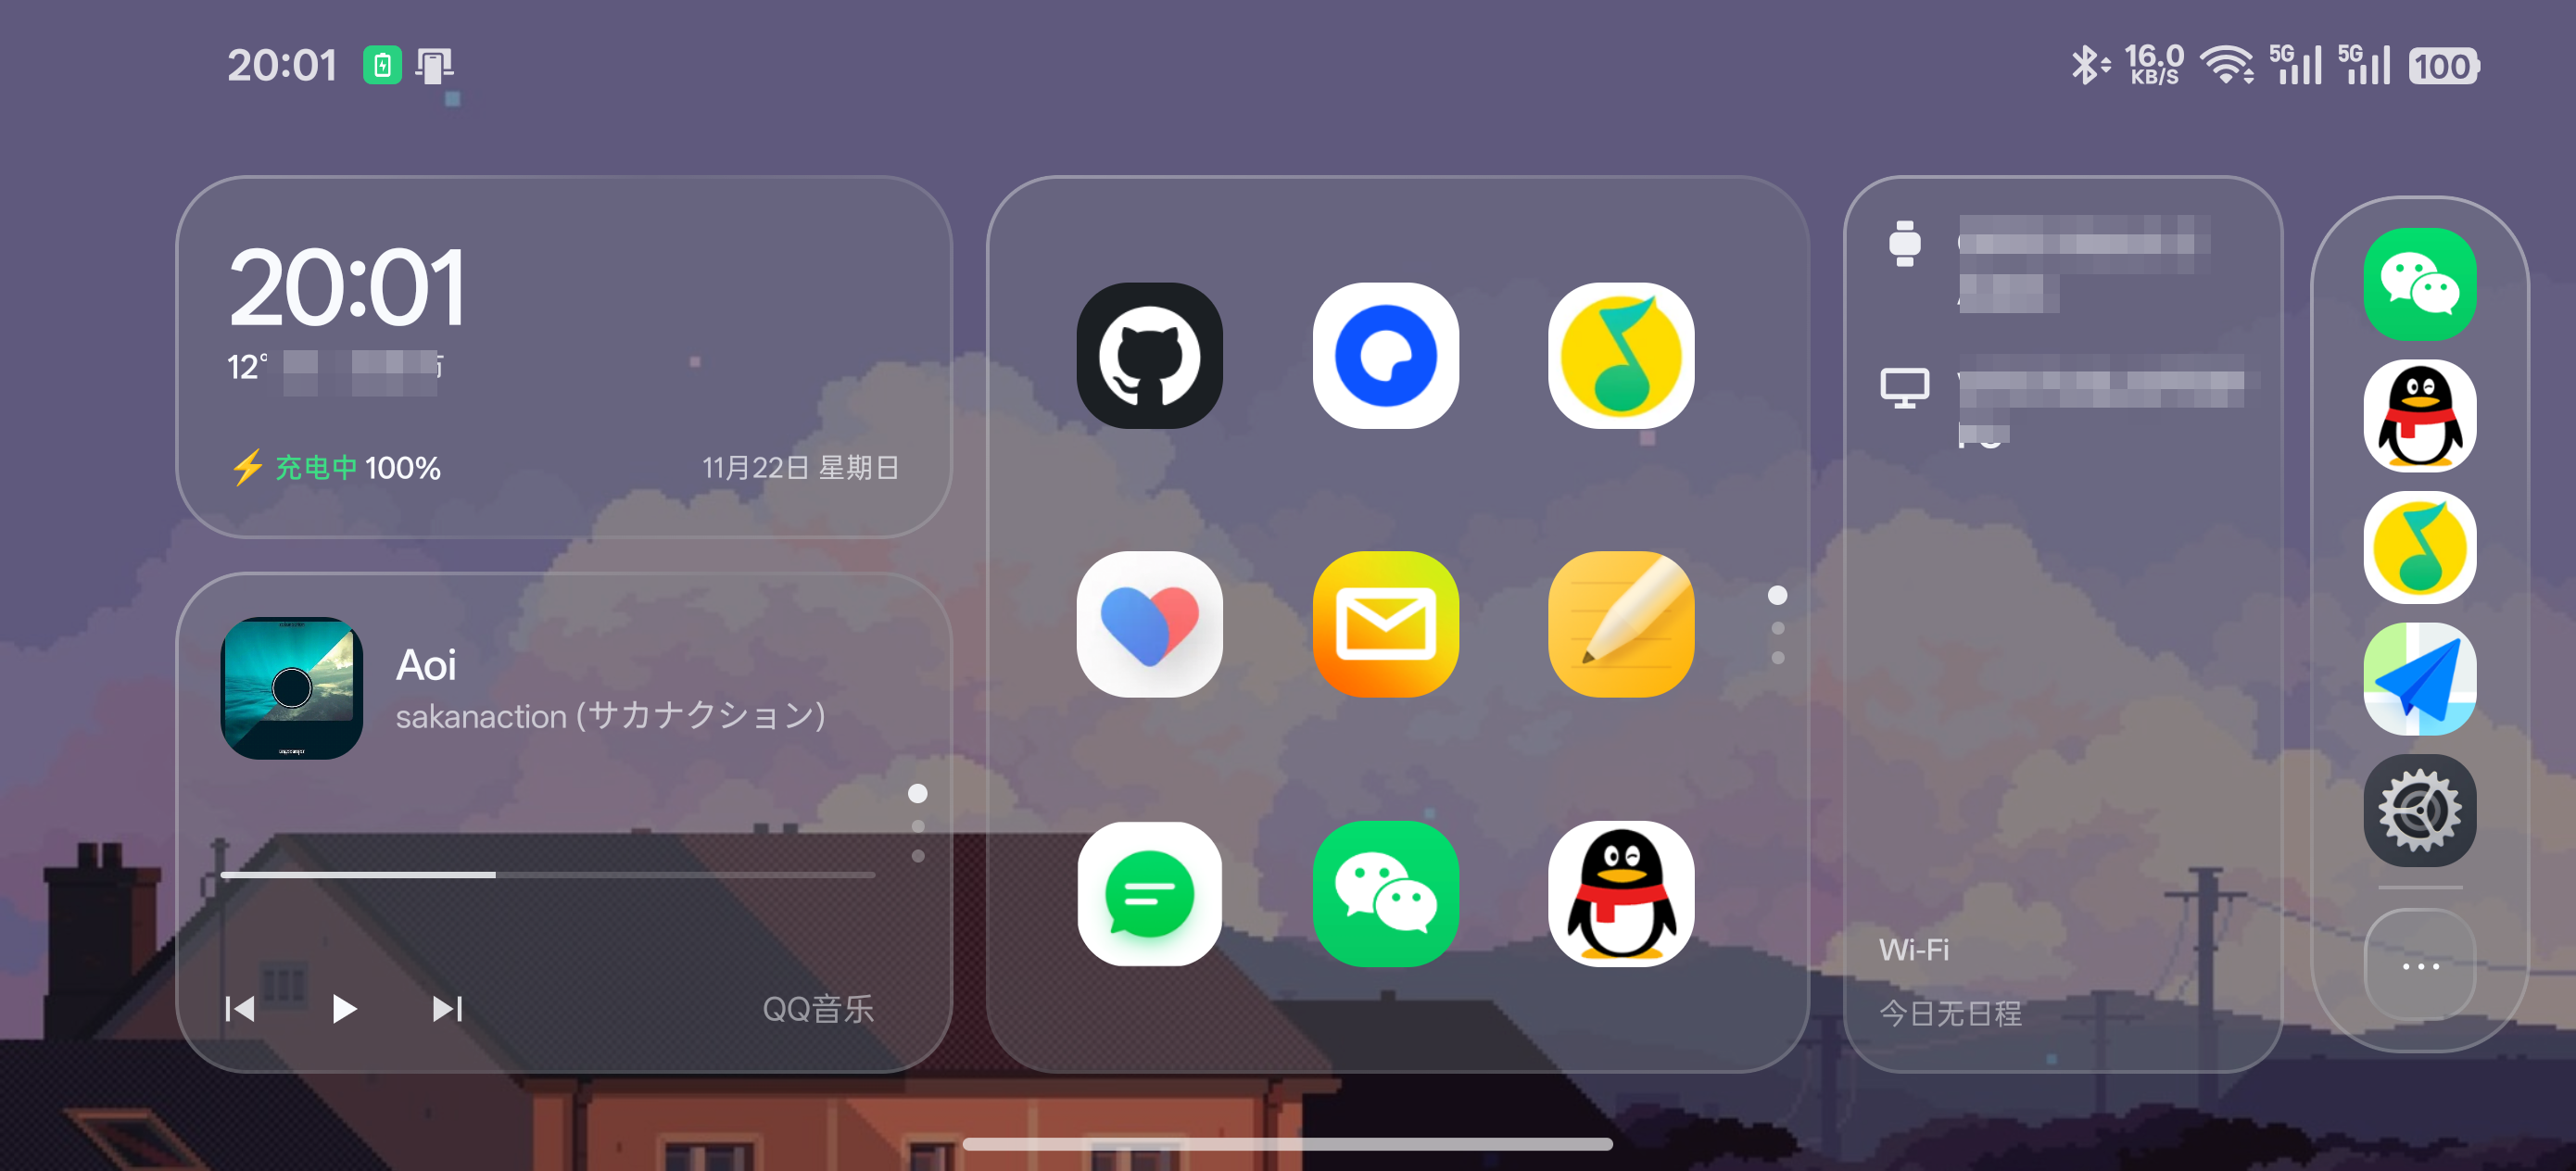 20:01
16.0
KB/S
5G
5G
100
20:01
12°
充电中 100%
11月22日 星期日
Aoi
sakanaction (サカナクション)
QQ音乐
Wi-Fi
今日无日程